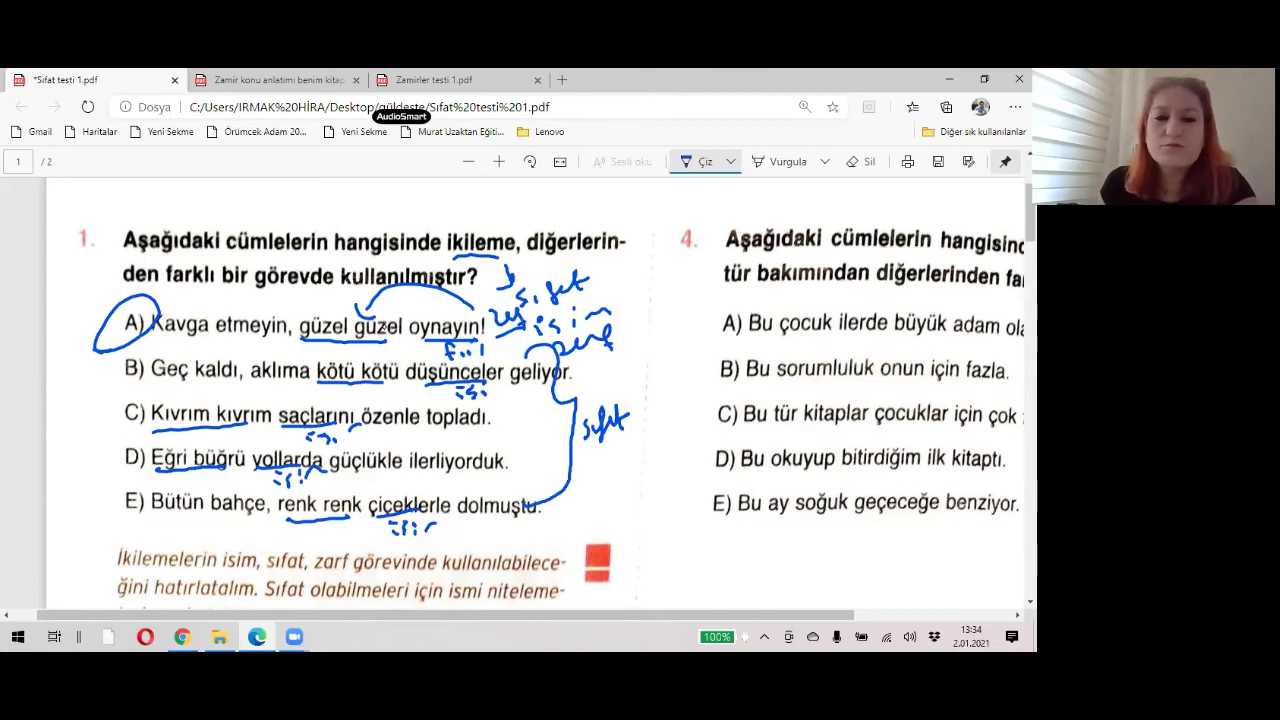 *Sıfat testi 1.pdf
Zamir konu anlatımı benim kitap
Zamirler testi 1.pdf
Dosya C:/Users/IRMAK%20HİRA/Desktop/güldeste/Sıfat%20testi%201.pdf
AudioSmart
Gmail Haritalar Yeni Sekme Örümcek Adam 20... Yeni Sekme Murat Uzaktan Eğiti... Lenovo Diğer sık kullanılanlar
1 / 2 Sesli oku Çiz Vurgula Sil
1. Aşağıdaki cümlelerin hangisinde ikileme, diğerlerin-
den farklı bir görevde kullanılmıştır?
sıfat
isim
zarf
A) Kavga etmeyin, güzel güzel oynayın!
fiil
B) Geç kaldı, aklıma kötü kötü düşünceler geliyor.
C) Kıvrım kıvrım saçlarını özenle topladı.
sıfat
D) Eğri büğrü yollarda güçlükle ilerliyorduk.
E) Bütün bahçe, renk renk çiçeklerle dolmuştu.
İkilemelerin isim, sıfat, zarf görevinde kullanılabilece-
ğini hatırlatalım. Sıfat olabilmeleri için ismi niteleme-
4. Aşağıdaki cümlelerin hangisind
tür bakımından diğerlerinden fa
A) Bu çocuk ilerde büyük adam ola
B) Bu sorumluluk onun için fazla.
C) Bu tür kitaplar çocuklar için çok
D) Bu okuyup bitirdiğim ilk kitaptı.
E) Bu ay soğuk geçeceğe benziyor.
100%
13:34
2.01.2021